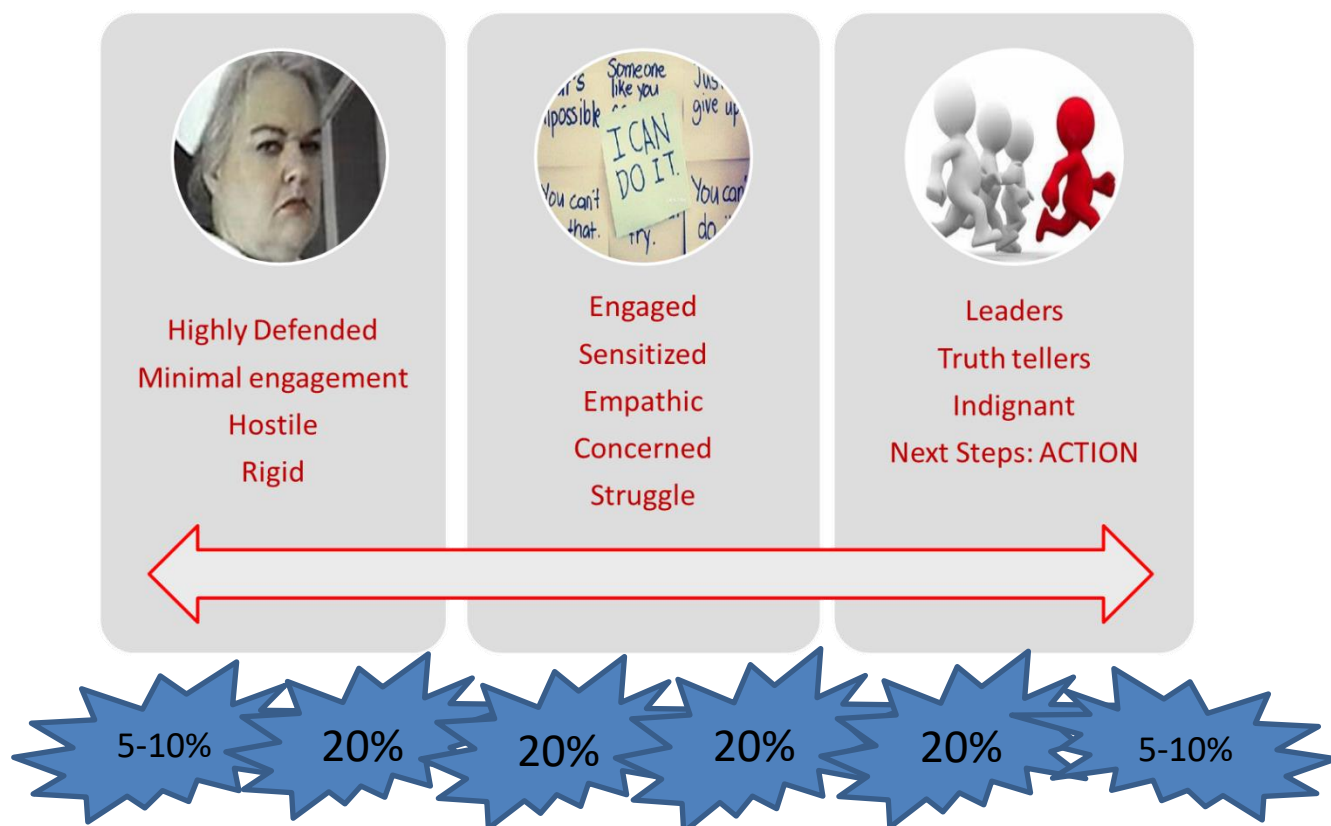 Someone
like you
possible
give up
I CAN
DO IT.
You can't
that.
Try.
You can
do
Highly Defended
Minimal engagement
Hostile
Rigid
Engaged
Sensitized
Empathic
Concerned
Struggle
Leaders
Truth tellers
Indignant
Next Steps: ACTION
5-10%
20%
20%
20%
20%
5-10%